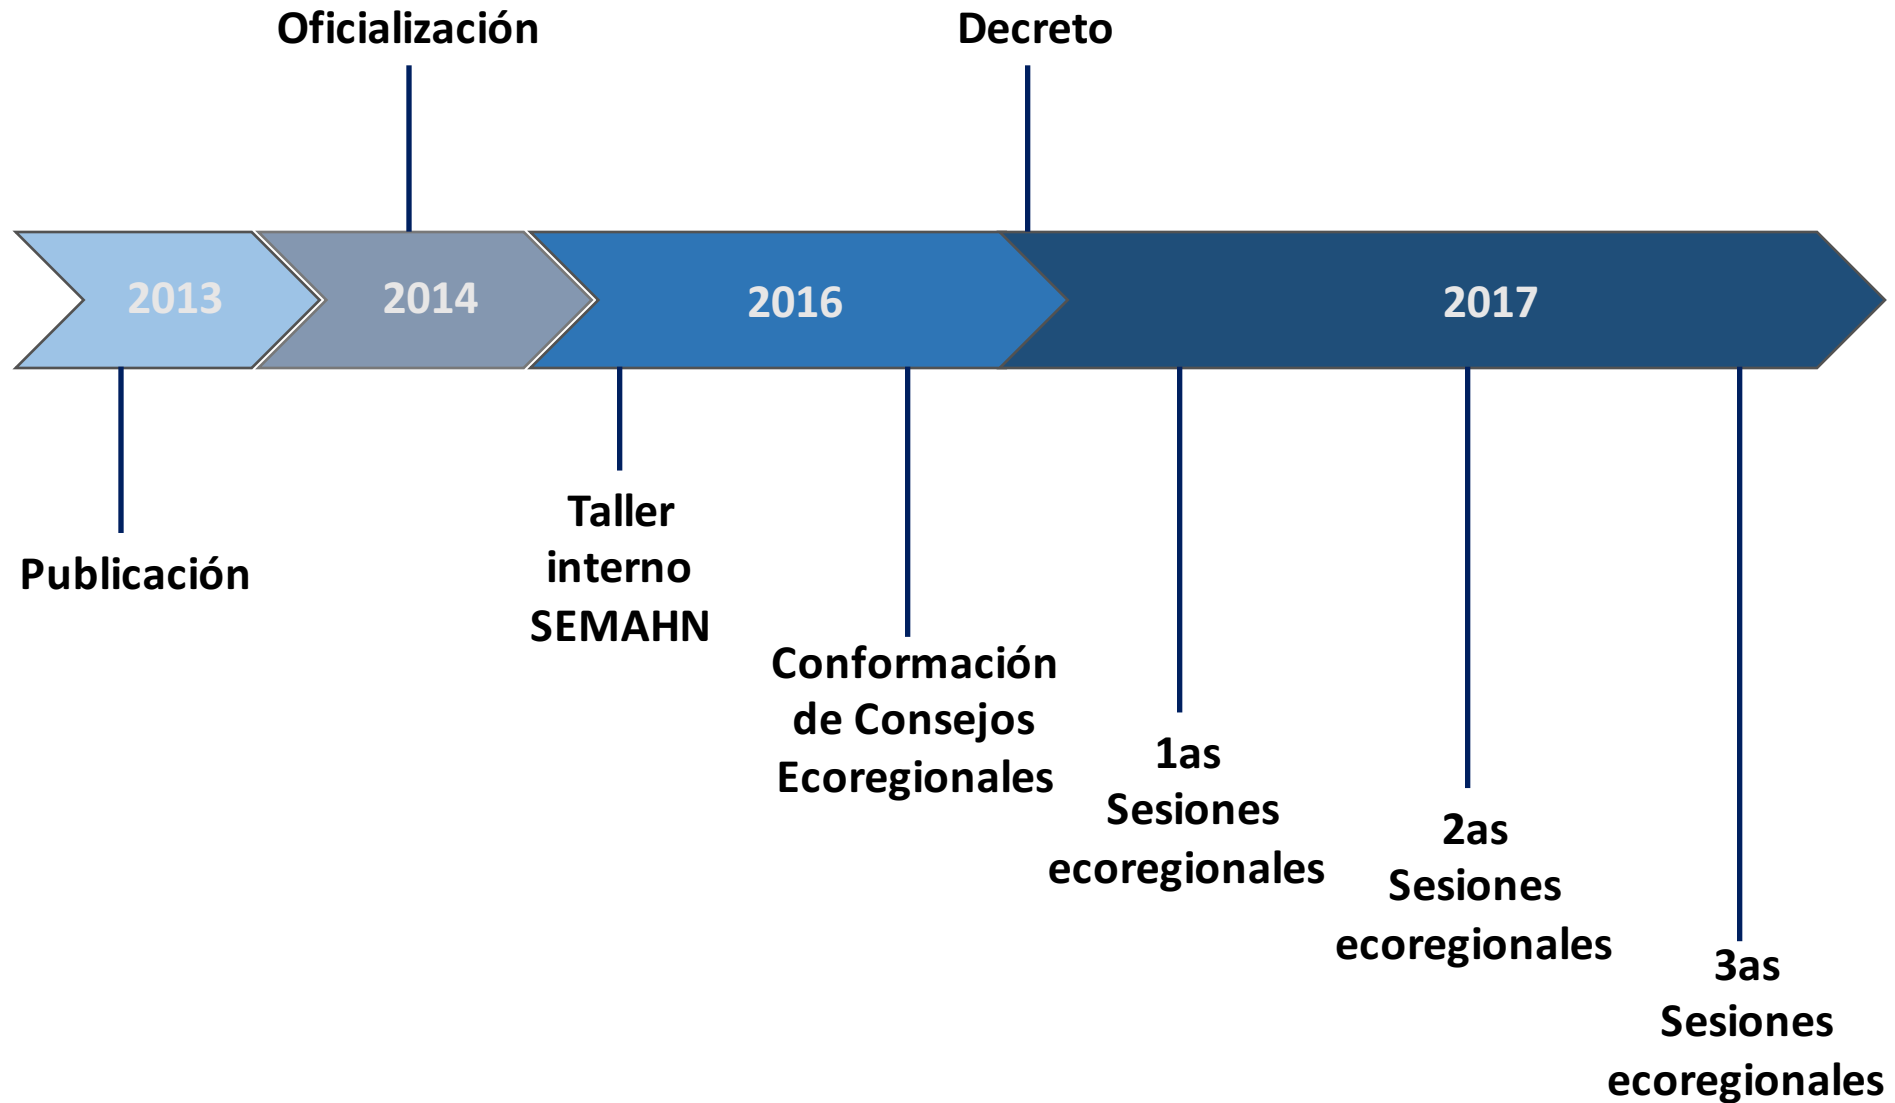 Oficialización
Decreto
2013
2014
2016
2017
Publicación
Taller
interno
SEMAHN
Conformación
de Consejos
Ecoregionales
1as
Sesiones
ecoregionales
2as
Sesiones
ecoregionales
3as
Sesiones
ecoregionales